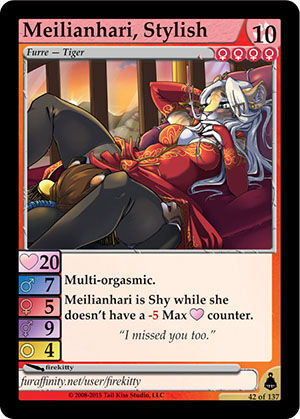 Meilianhari, Stylish
10
Furre — Tiger
20
7
5
9
4
Multi-orgasmic.
Meilianhari is Shy while she
doesn't have a -5 Max counter.
"I missed you too."
firekitty
furaffinity.net/user/firekitty
© 2008-2015 Tail Kiss Studio, LLC
42 of 137